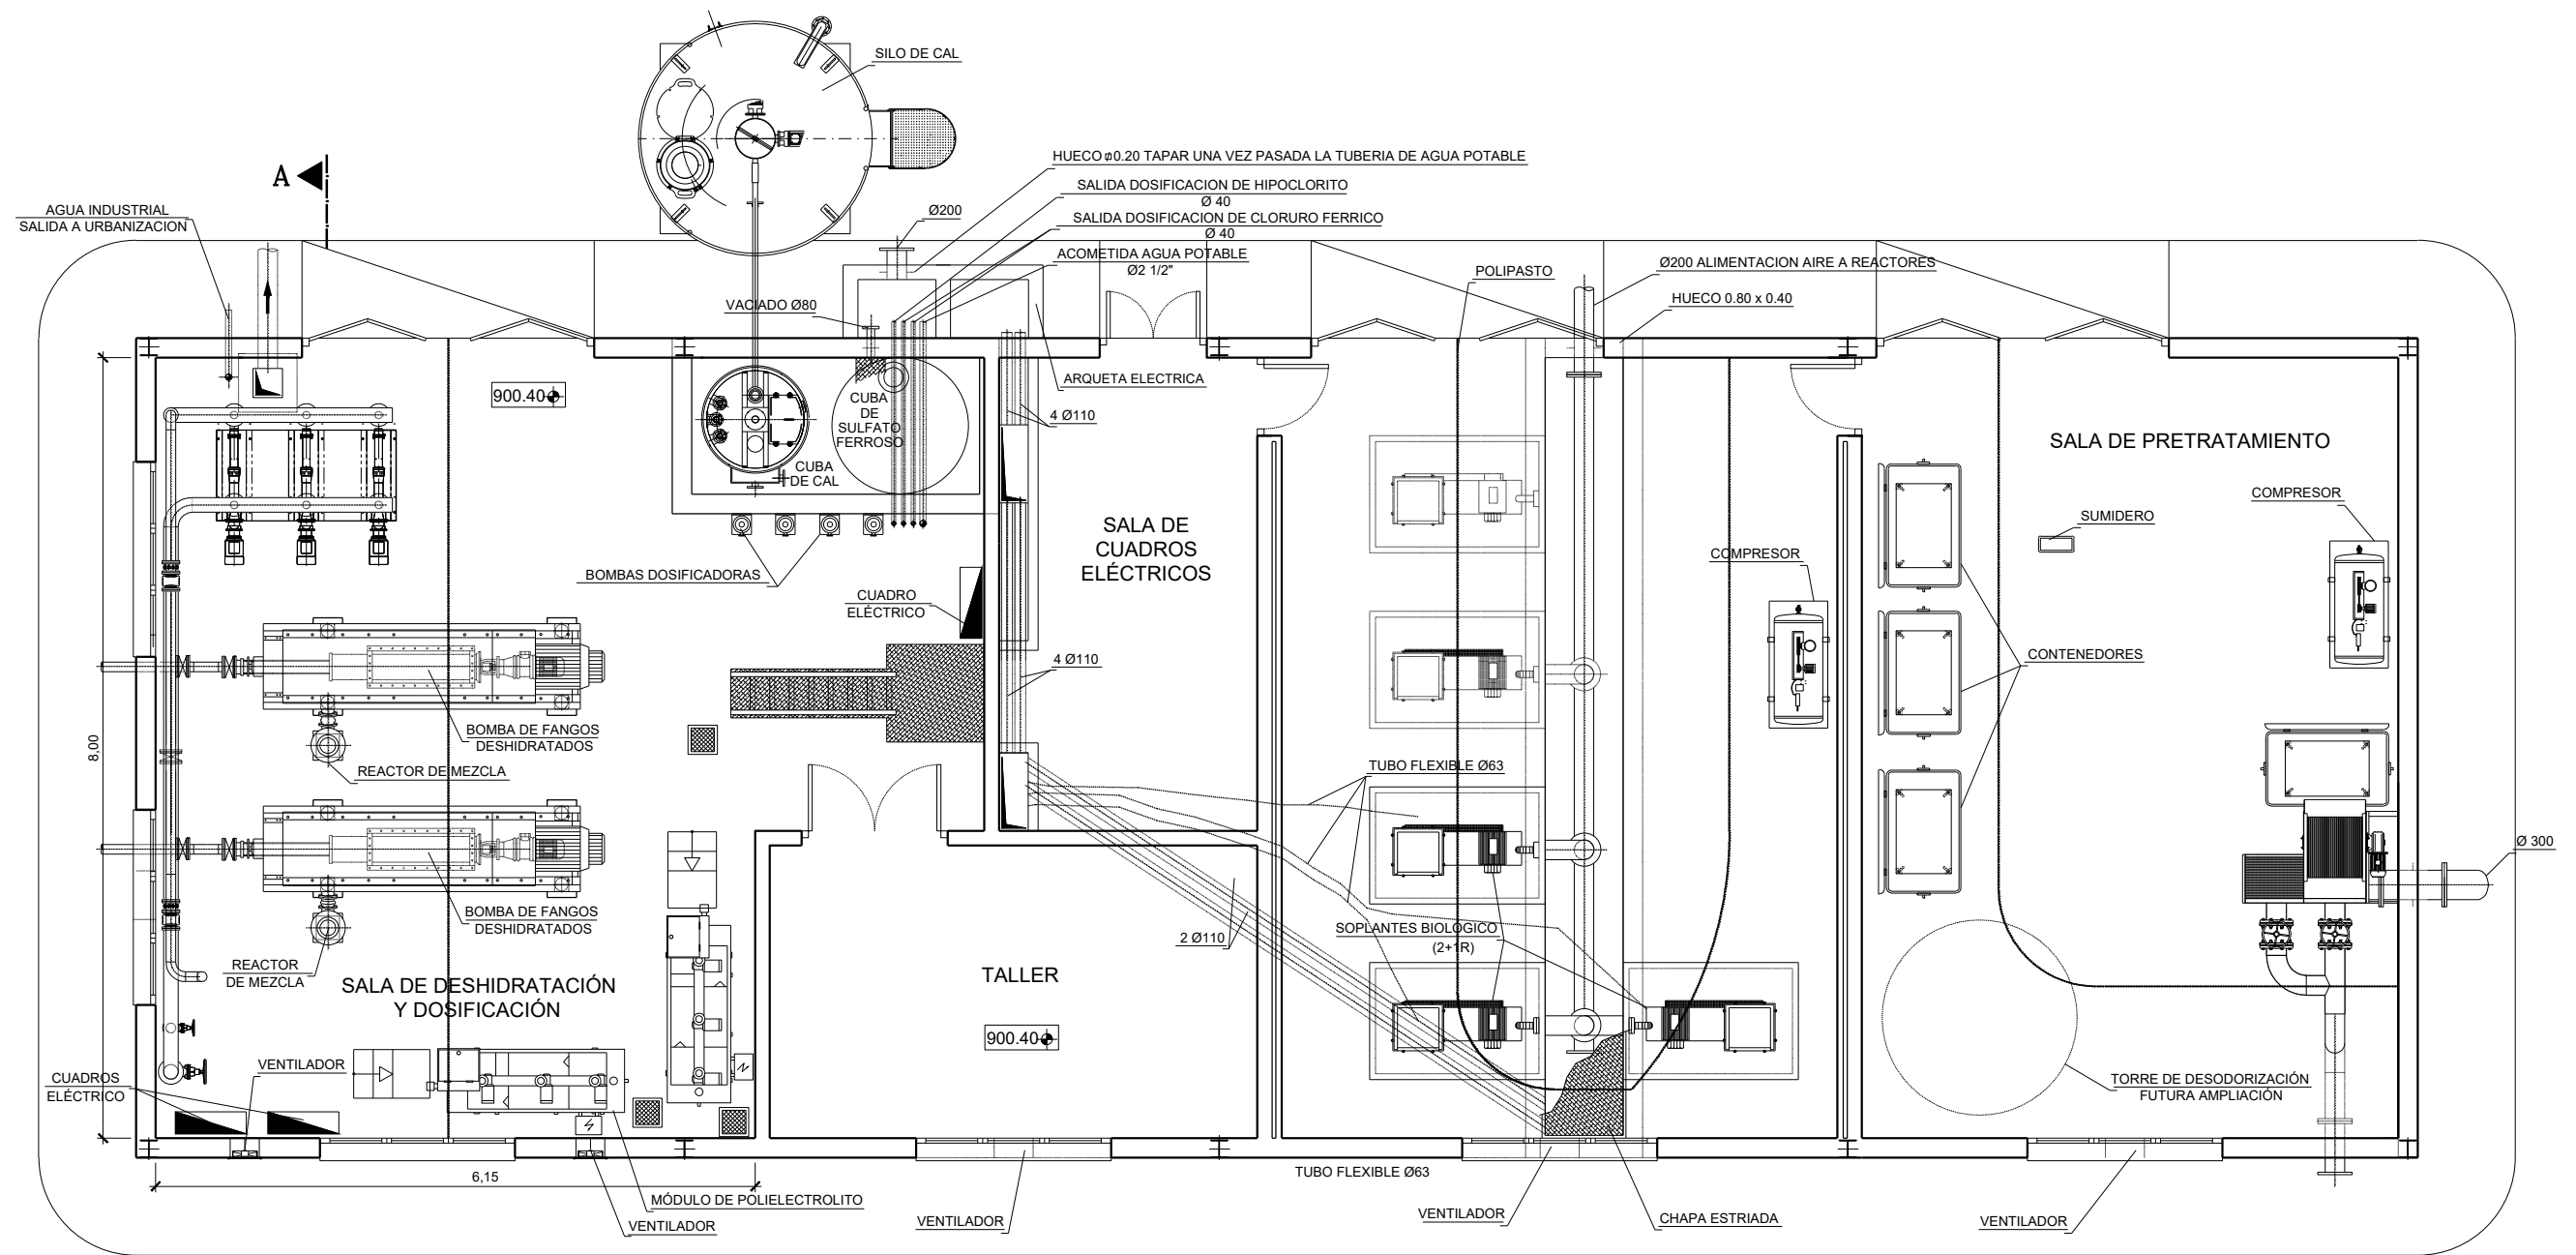 SILO DE CAL
A
HUECO ø0.20 TAPAR UNA VEZ PASADA LA TUBERIA DE AGUA POTABLE
SALIDA DOSIFICACION DE HIPOCLORITO
Ø 40
AGUA INDUSTRIAL
SALIDA A URBANIZACION
Ø200
SALIDA DOSIFICACION DE CLORURO FERRICO
Ø 40
ACOMETIDA AGUA POTABLE
Ø2 1/2"
POLIPASTO
Ø200 ALIMENTACION AIRE A REACTORES
HUECO 0.80 x 0.40
VACIADO Ø80
ARQUETA ELECTRICA
4 Ø110
900.40
CUBA
DE
SULFATO
FERROSO
CUBA
DE CAL
SALA DE PRETRATAMIENTO
COMPRESOR
SUMIDERO
SALA DE
CUADROS
ELÉCTRICOS
COMPRESOR
BOMBAS DOSIFICADORAS
CUADRO
ELÉCTRICO
CONTENEDORES
4 Ø110
BOMBA DE FANGOS
DESHIDRATADOS
REACTOR DE MEZCLA
8,00
TUBO FLEXIBLE Ø63
Ø 300
BOMBA DE FANGOS
DESHIDRATADOS
REACTOR
DE MEZCLA
SALA DE DESHIDRATACIÓN
Y DOSIFICACIÓN
2 Ø110
SOPLANTES BIOLOGICO
(2+1R)
TALLER
900.40
VENTILADOR
CUADROS
ELÉCTRICO
TORRE DE DESODORIZACIÓN
FUTURA AMPLIACIÓN
6,15
TUBO FLEXIBLE Ø63
MÓDULO DE POLIELECTROLITO
VENTILADOR
VENTILADOR
VENTILADOR
CHAPA ESTRIADA
VENTILADOR